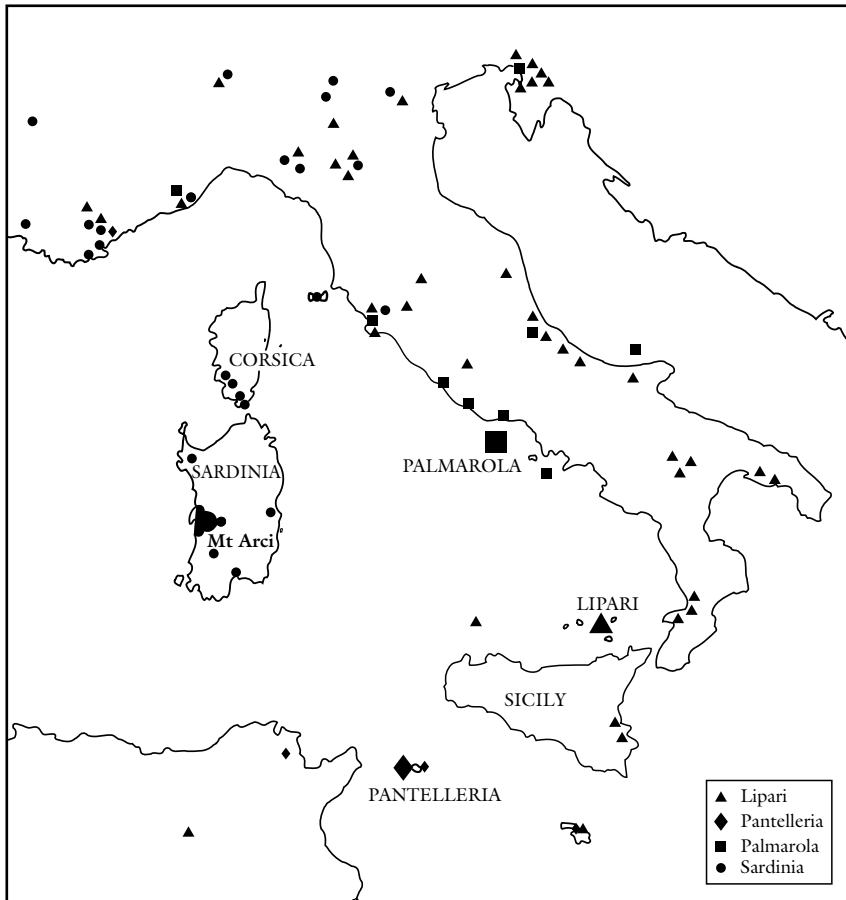 CORSICA
SARDINIA
PALMAROLA
Mt Arci
LIPARI
SICILY
PANTELLERIA
Lipari
Pantelleria
Palmarola
Sardinia